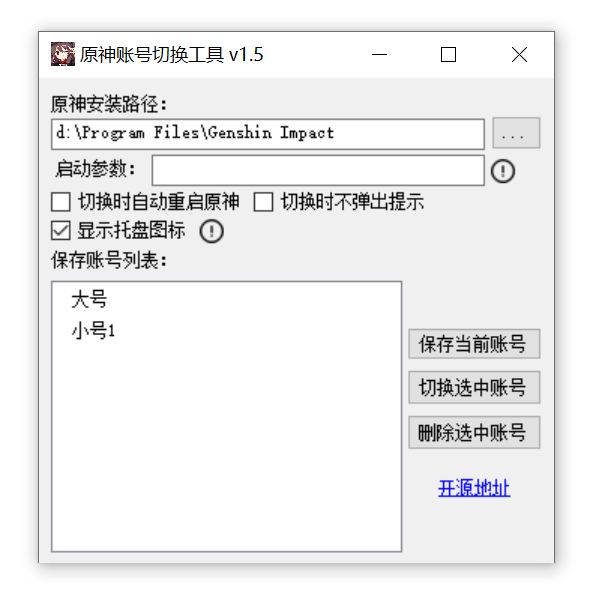 原神账号切换工具 v1.5
原神安装路径：
d:\Program Files\Genshin Impact
...
启动参数：
切换时自动重启原神 切换时不弹出提示
显示托盘图标
保存账号列表：
大号
小号1
保存当前账号
切换选中账号
删除选中账号
开源地址